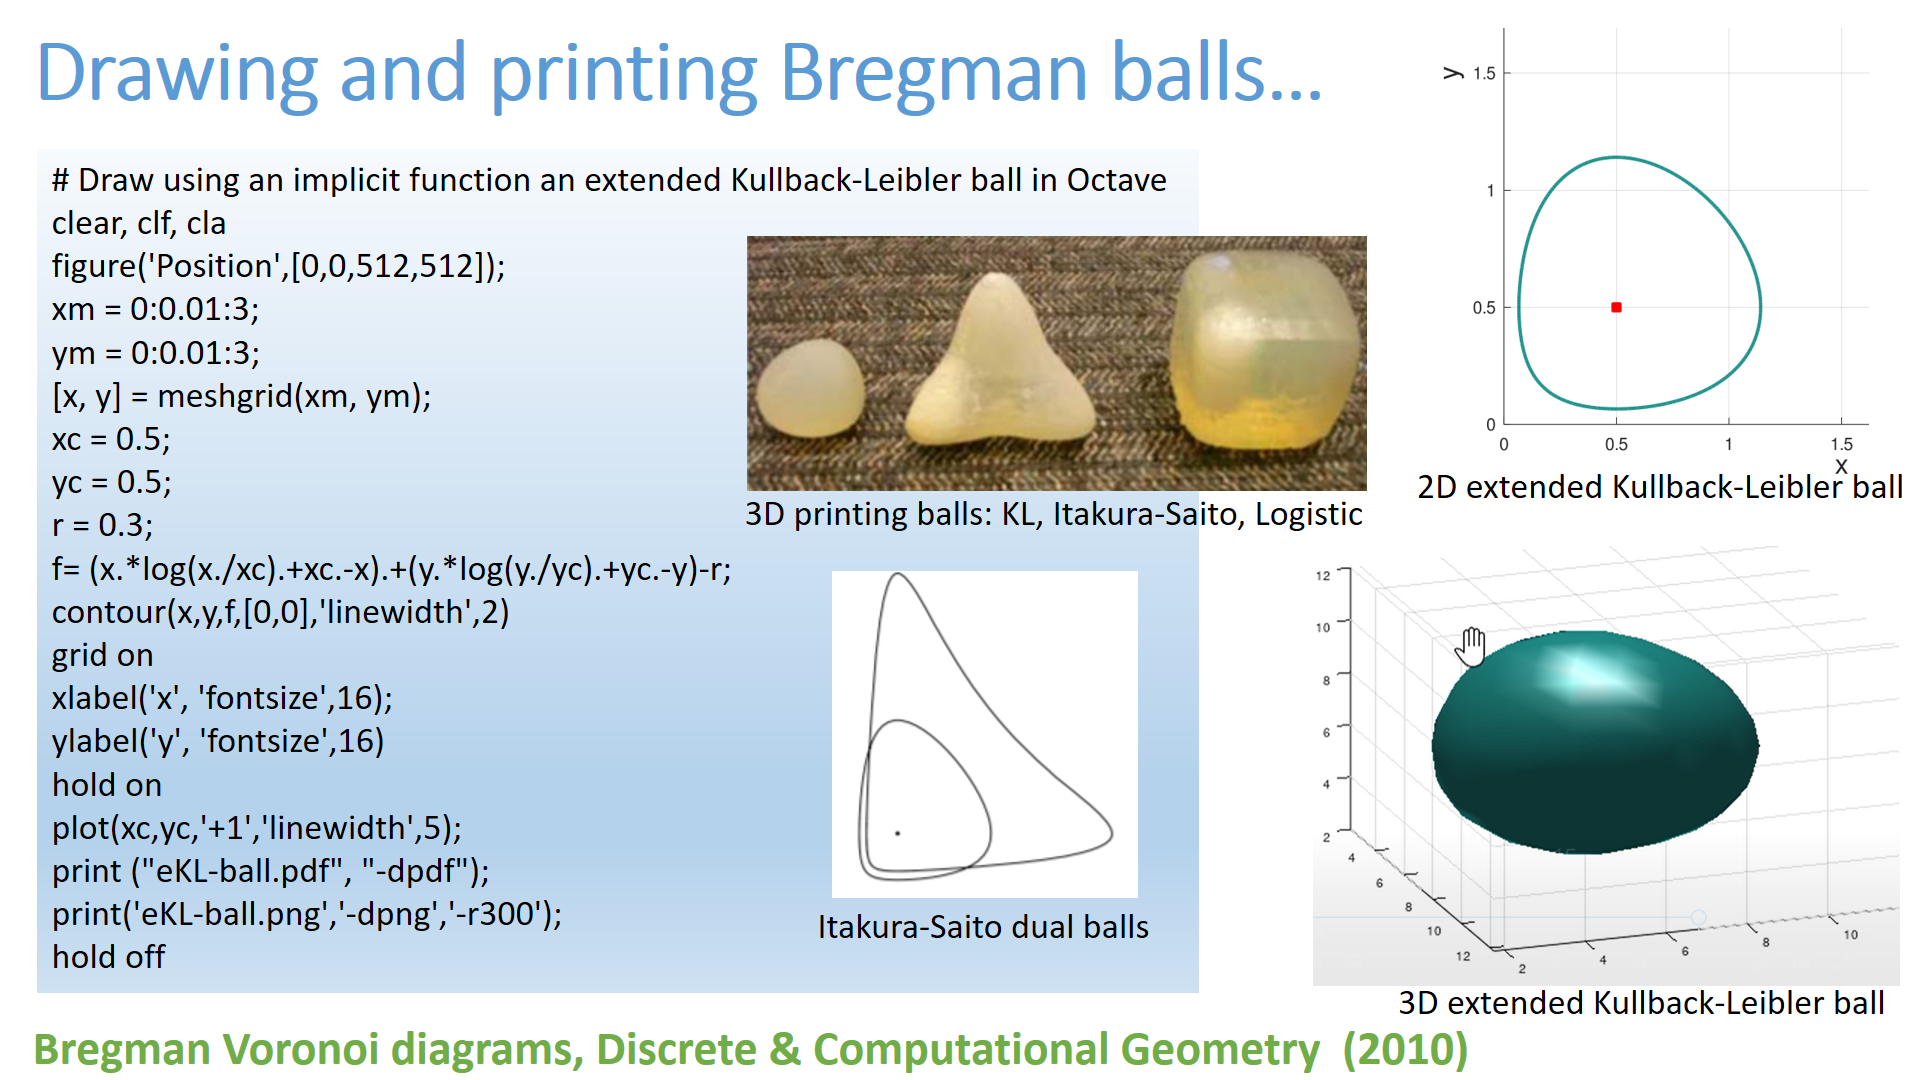 Drawing and printing Bregman balls...
# Draw using an implicit function an extended Kullback-Leibler ball in Octave
clear, clf, cla
figure('Position',[0,0,512,512]);
xm = 0:0.01:3;
ym = 0:0.01:3;
[x, y] = meshgrid(xm, ym);
xc = 0.5;
yc = 0.5;
r = 0.3;
f= (x.*log(x./xc).+xc.-x).+(y.*log(y./yc).+yc.-y)-r;
contour(x,y,f,[0,0],'linewidth',2)
grid on
xlabel('x', 'fontsize',16);
ylabel('y', 'fontsize',16)
hold on
plot(xc,yc,'+1','linewidth',5);
print ("eKL-ball.pdf", "-dpdf");
print('eKL-ball.png','-dpng','-r300');
hold off
3D printing balls: KL, Itakura-Saito, Logistic
Itakura-Saito dual balls
y
1.5
1
0.5
0
0 0.5 1 1.5
x
2D extended Kullback-Leibler ball
12
10
8
6
4
2
4
6
8
10
12
2
4
6
8
10
3D extended Kullback-Leibler ball
Bregman Voronoi diagrams, Discrete & Computational Geometry (2010)